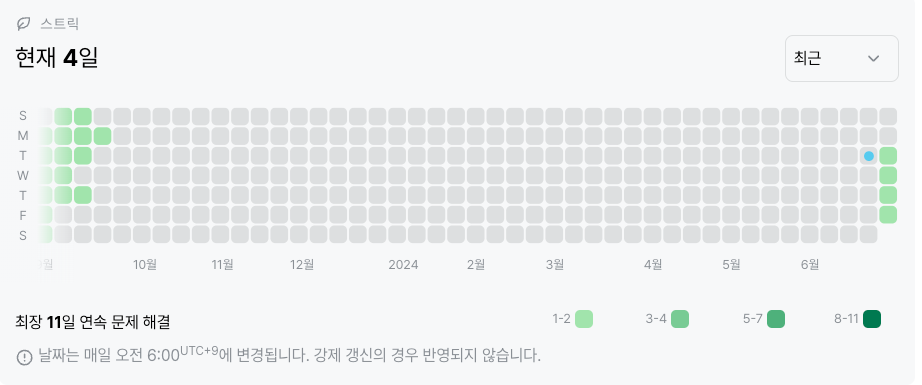 스트릭
현재 4일
최근
S
M
T
W
T
F
S
10월 11월 12월 2024 2월 3월 4월 5월 6월
최장 11일 연속 문제 해결
1-2 3-4 5-7 8-11
날짜는 매일 오전 6:00UTC+9에 변경됩니다. 강제 갱신의 경우 반영되지 않습니다.